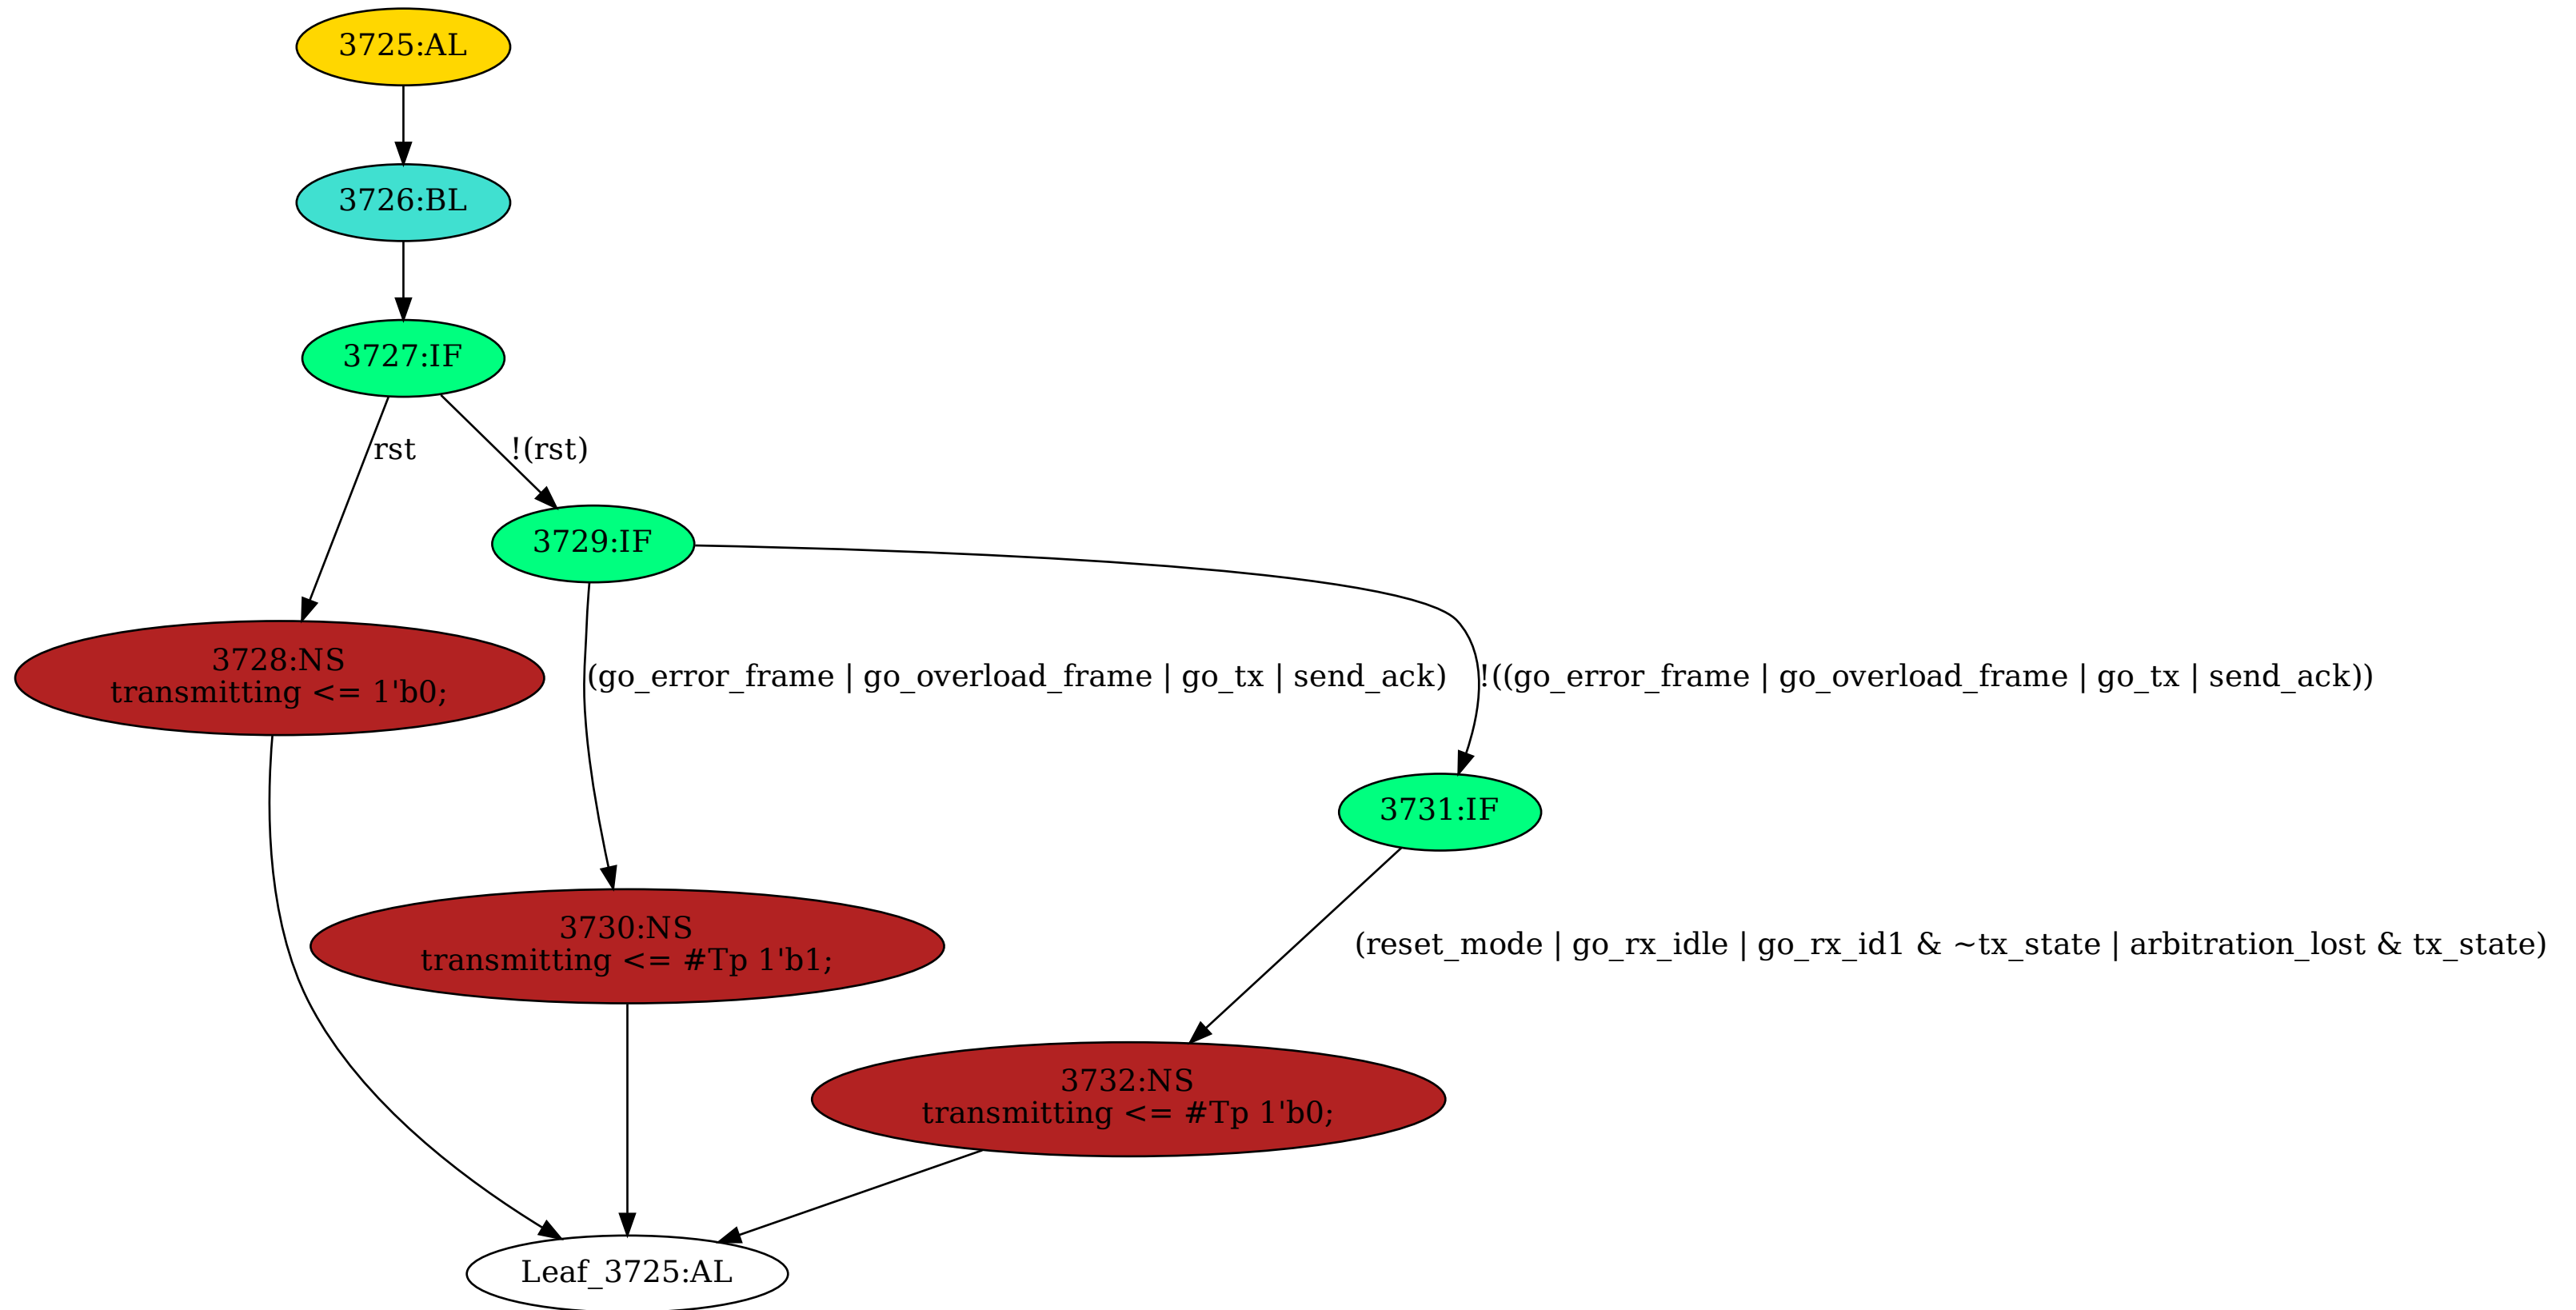 3725:AL
3726:BL
3727:IF
rst
!(rst)
3729:IF
3728:NS
transmitting <= 1'b0;
(go_error_frame | go_overload_frame | go_tx | send_ack)
!((go_error_frame | go_overload_frame | go_tx | send_ack))
3731:IF
3730:NS
transmitting <= #Tp 1'b1;
(reset_mode | go_rx_idle | go_rx_id1 & ~tx_state | arbitration_lost & tx_state)
3732:NS
transmitting <= #Tp 1'b0;
Leaf_3725:AL